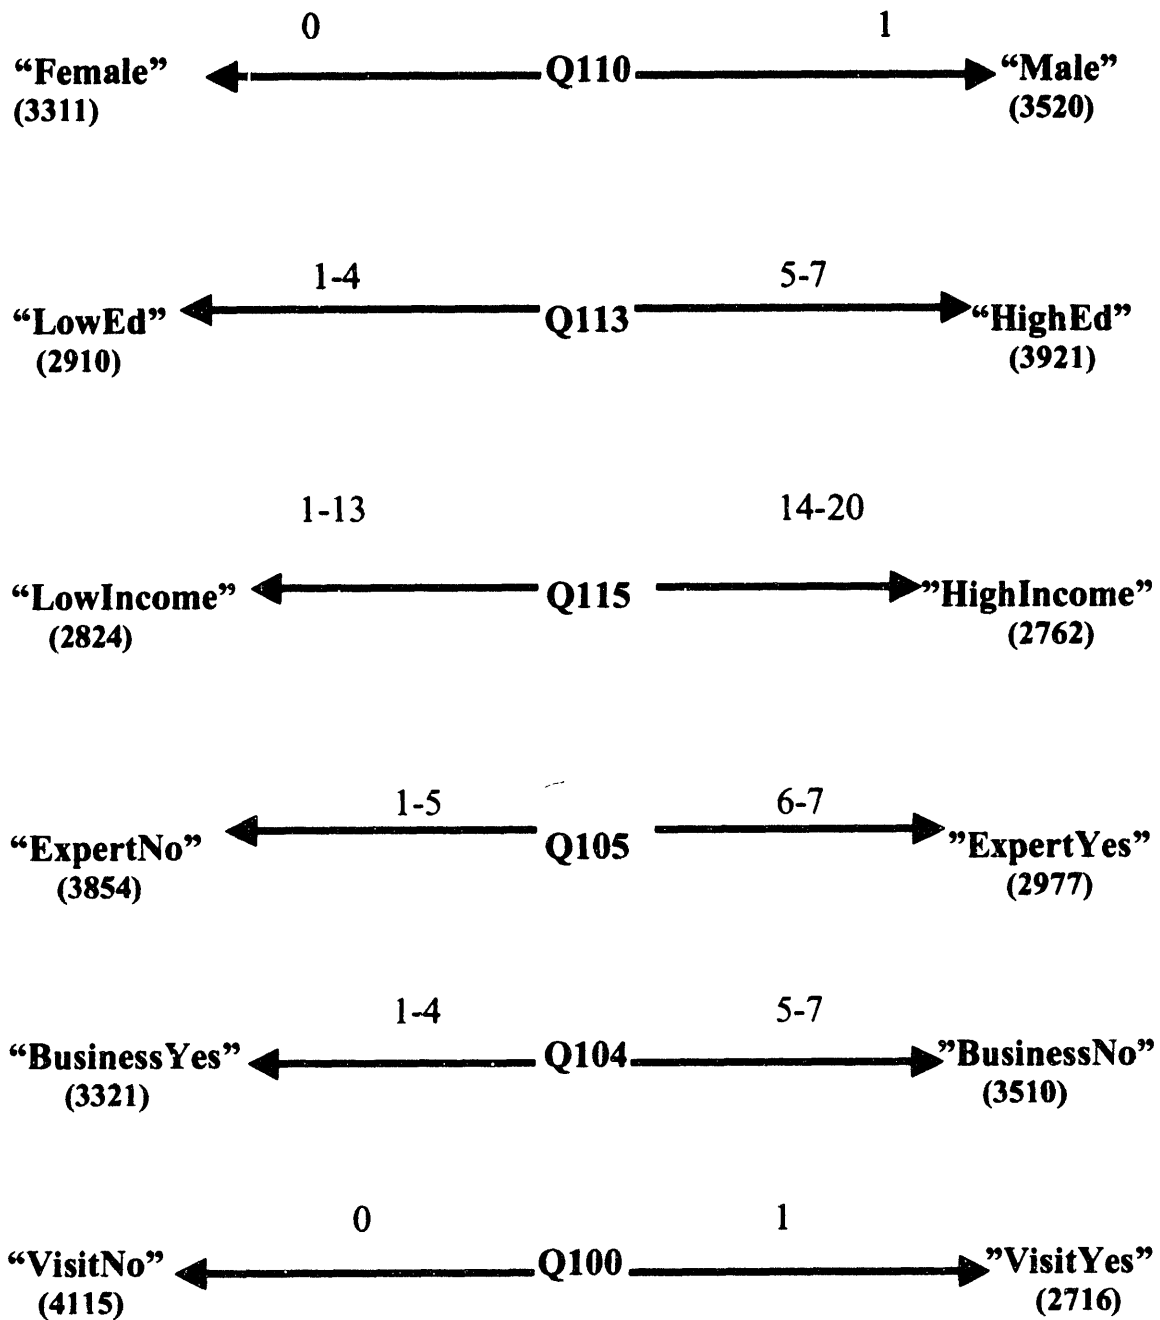 0 1
“Female” Q110 “Male”
(3311) (3520)
1-4 5-7
“LowEd” Q113 “HighEd”
(2910) (3921)
1-13 14-20
“LowIncome” Q115 ”HighIncome”
(2824) (2762)
1-5 6-7
“ExpertNo” Q105 ”ExpertYes”
(3854) (2977)
1-4 5-7
“BusinessYes” Q104 ”BusinessNo”
(3321) (3510)
0 1
“VisitNo” Q100 ”VisitYes”
(4115) (2716)